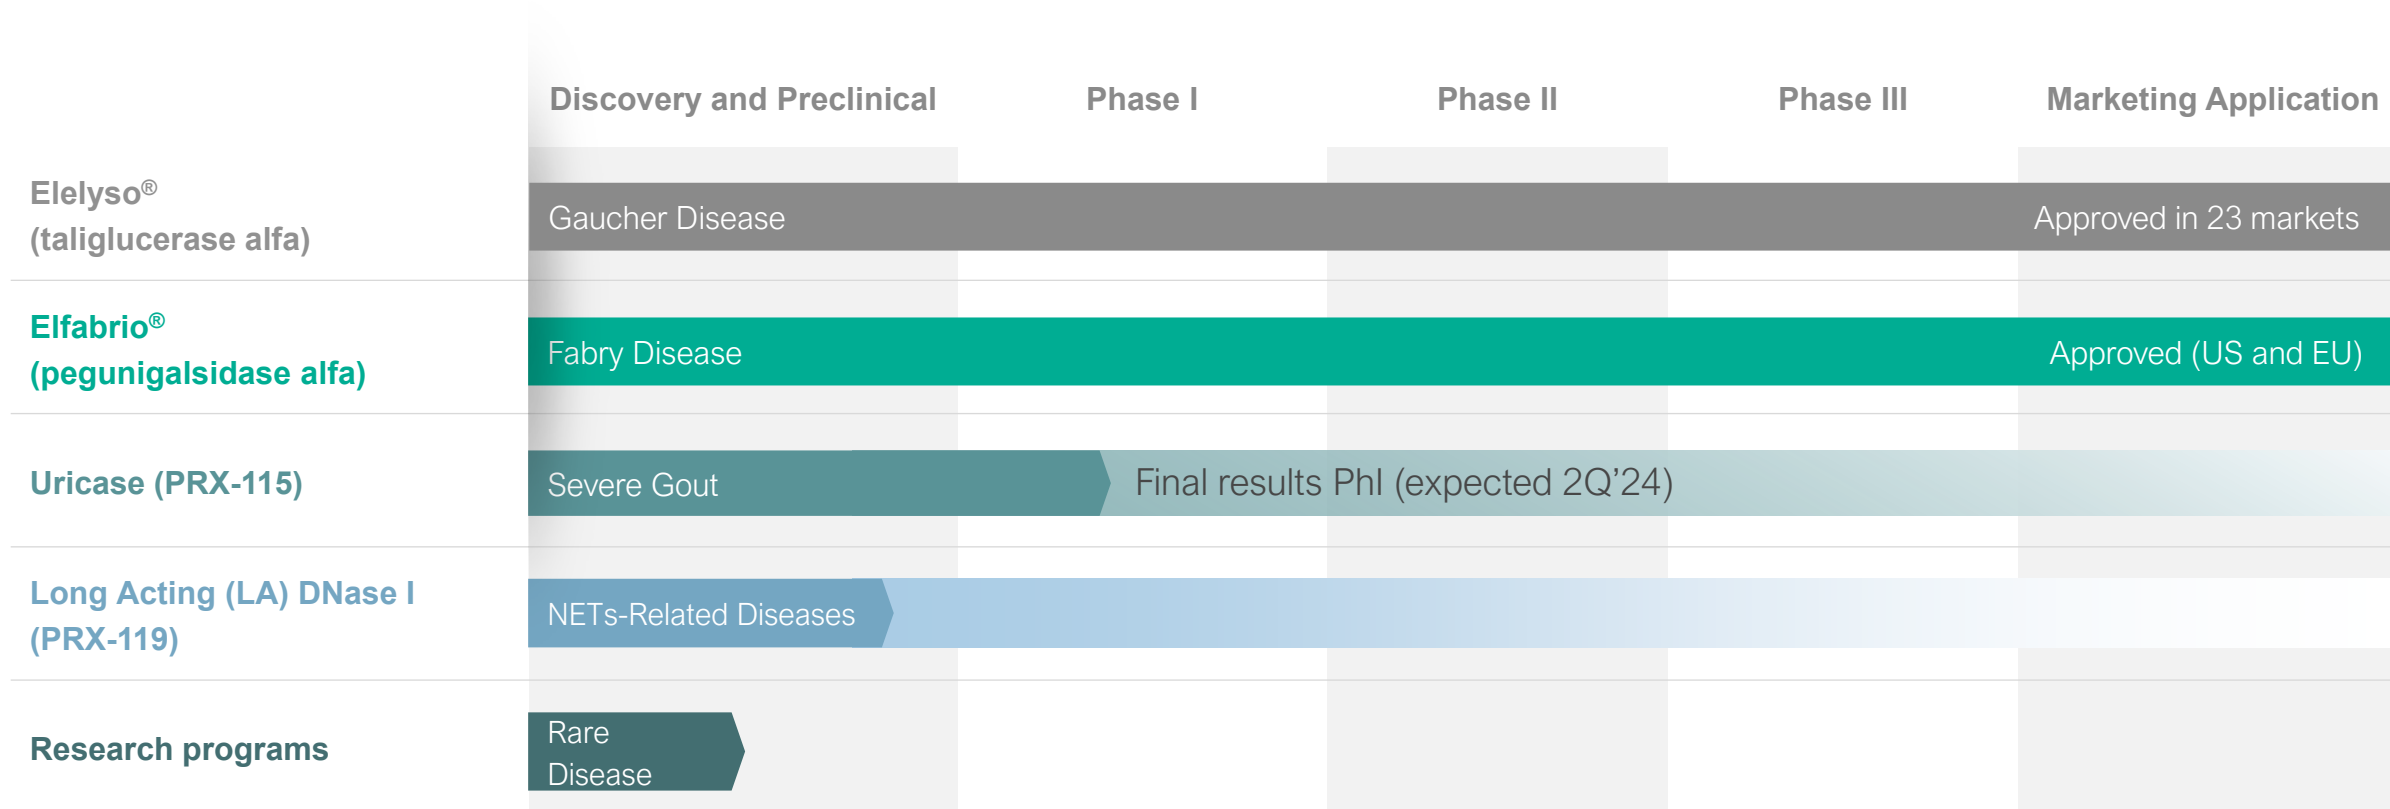 Discovery and Preclinical Phase I Phase II Phase III Marketing Application
Elelyso®
(taliglucerase alfa)
Gaucher Disease Approved in 23 markets
Elfabrio®
(pegunigalsidase alfa)
Fabry Disease Approved (US and EU)
Uricase (PRX-115) Severe Gout Final results PhI (expected 2Q’24)
Long Acting (LA) DNase I
(PRX-119)
NETs-Related Diseases
Research programs
Rare
Disease